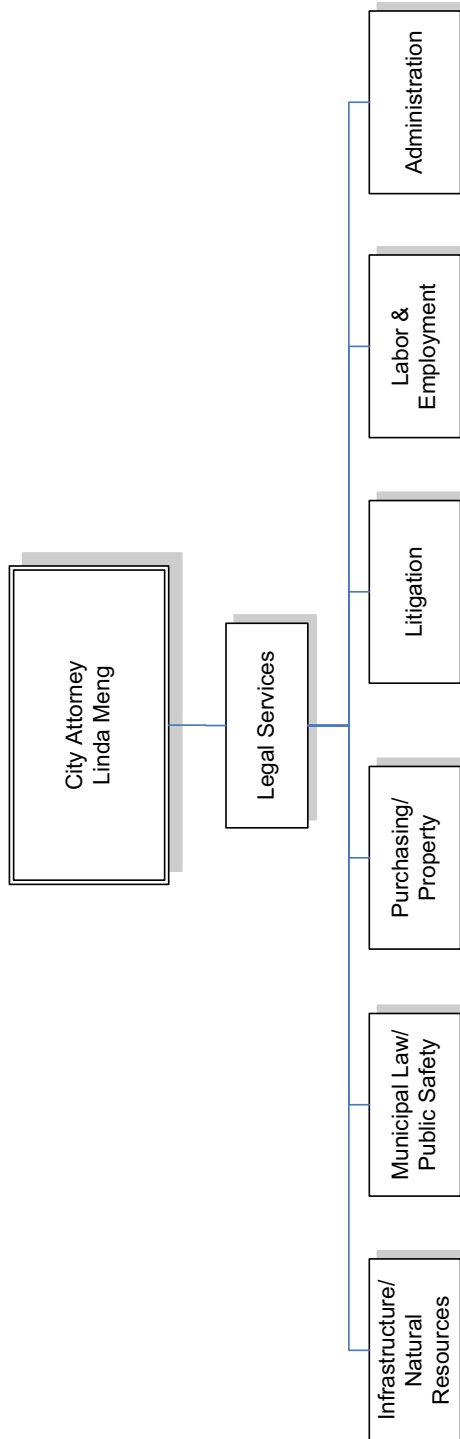 City Attorney
Linda Meng
Legal Services
Infrastructure/
Natural
Resources
Municipal Law/
Public Safety
Purchasing/
Property
Litigation
Labor &
Employment
Administration